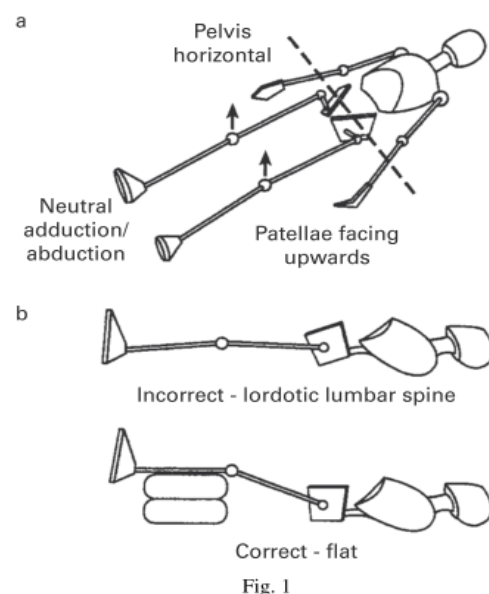 a
Pelvis
horizontal
Neutral
adduction/
abduction
Patellae facing
upwards
b
Incorrect - lordotic lumbar spine
Correct - flat
Fig. 1